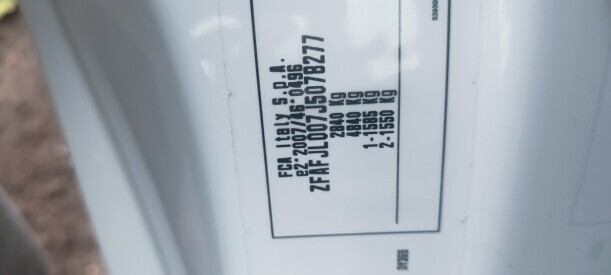 FCA Italy S.p.A.
e2*2007/46*0496
ZFAFJL007J5078277
2840 Kg
4840 Kg
1-1585 Kg
2-1550 Kg